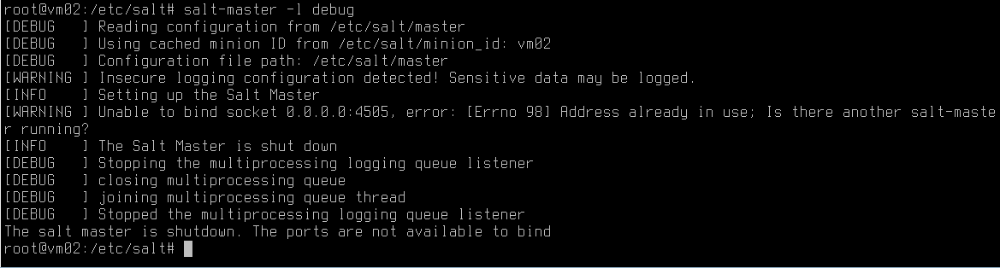 root@vm02:/etc/salt# salt-master -l debug
[DEBUG   ] Reading configuration from /etc/salt/master
[DEBUG   ] Using cached minion ID from /etc/salt/minion_id: vm02
[DEBUG   ] Configuration file path: /etc/salt/master
[WARNING ] Insecure logging configuration detected! Sensitive data may be logged.
[INFO    ] Setting up the Salt Master
[WARNING ] Unable to bind socket 0.0.0.0:4505, error: [Errno 98] Address already in use; Is there another salt-maste
r running?
[INFO    ] The Salt Master is shut down
[DEBUG   ] Stopping the multiprocessing logging queue listener
[DEBUG   ] closing multiprocessing queue
[DEBUG   ] joining multiprocessing queue thread
[DEBUG   ] Stopped the multiprocessing logging queue listener
The salt master is shutdown. The ports are not available to bind
root@vm02:/etc/salt#